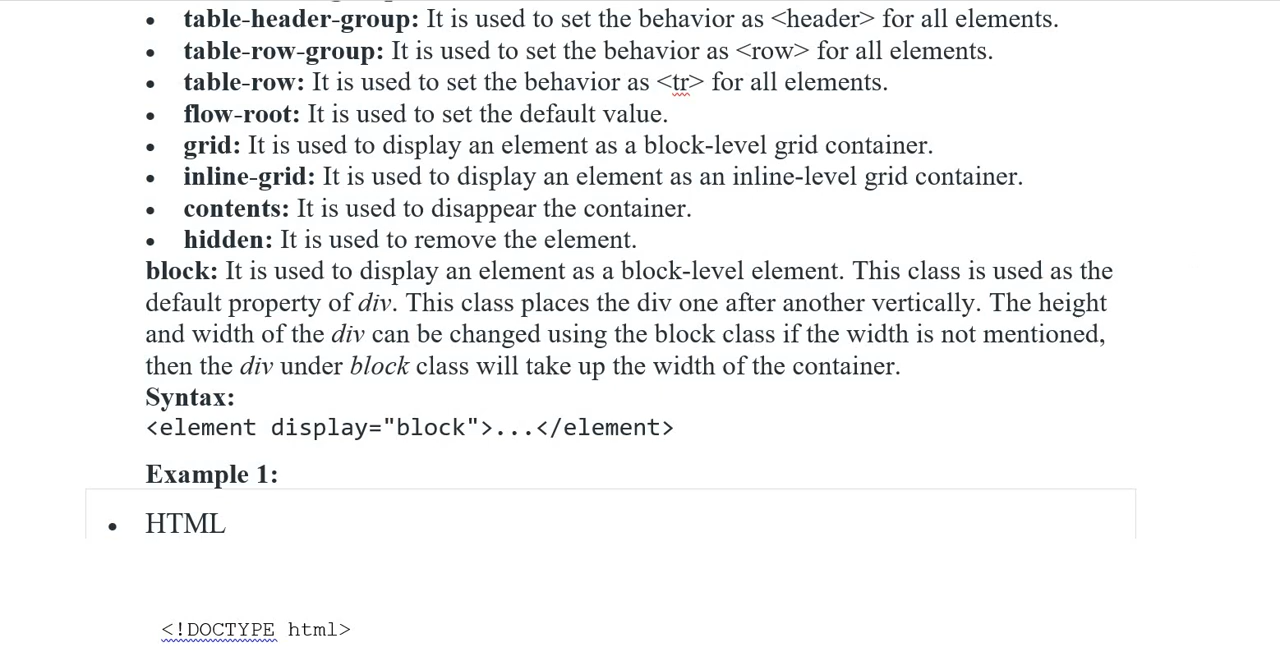 • table-header-group: It is used to set the behavior as <header> for all elements.
• table-row-group: It is used to set the behavior as <row> for all elements.
• table-row: It is used to set the behavior as <tr> for all elements.
• flow-root: It is used to set the default value.
• grid: It is used to display an element as a block-level grid container.
• inline-grid: It is used to display an element as an inline-level grid container.
• contents: It is used to disappear the container.
• hidden: It is used to remove the element.
block: It is used to display an element as a block-level element. This class is used as the
default property of div. This class places the div one after another vertically. The height
and width of the div can be changed using the block class if the width is not mentioned,
then the div under block class will take up the width of the container.
Syntax:
<element display="block">...</element>
Example 1:
• HTML
<!DOCTYPE html>